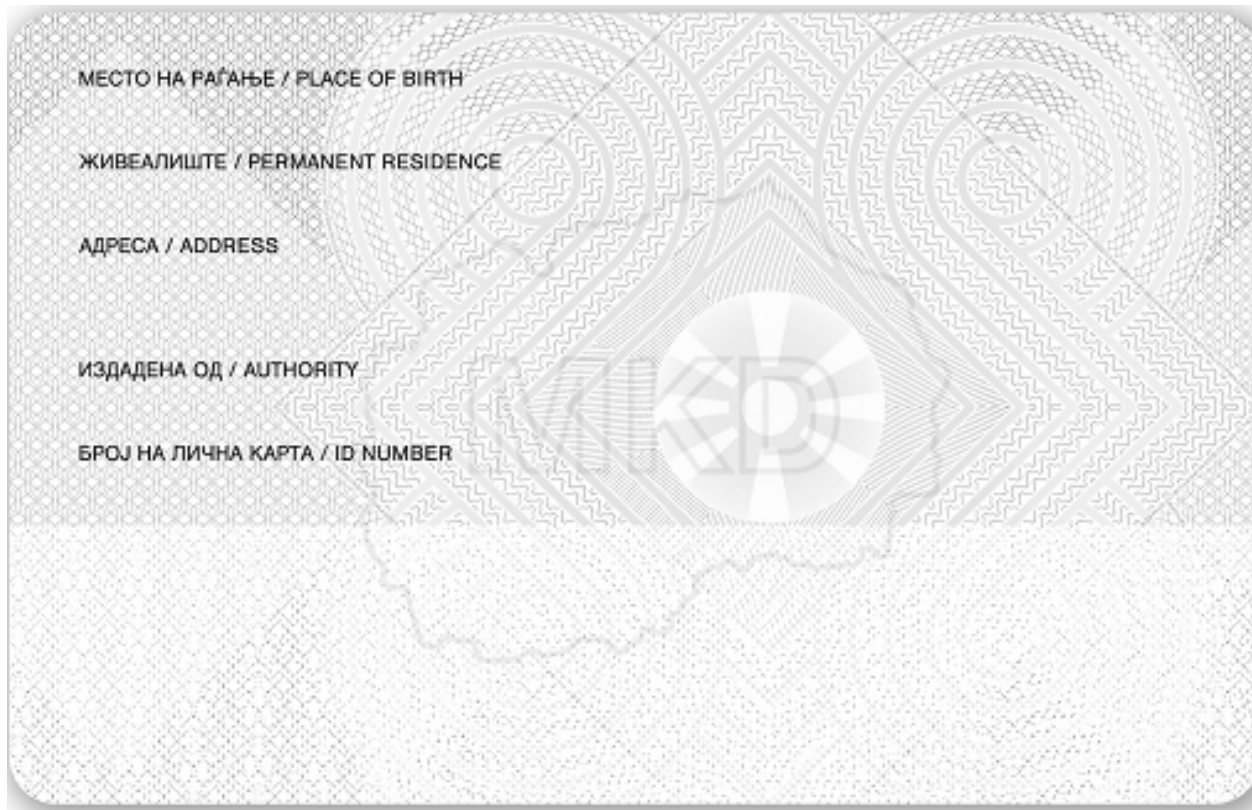 МЕСТО НА РАЃАЊЕ / PLACE OF BIRTH
ЖИВЕАЛИШТЕ / PERMANENT RESIDENCE
АДРЕСА / ADDRESS
ИЗДАДЕНА ОД / AUTHORITY
MKD
БРОЈ НА ЛИЧНА КАРТА / ID NUMBER